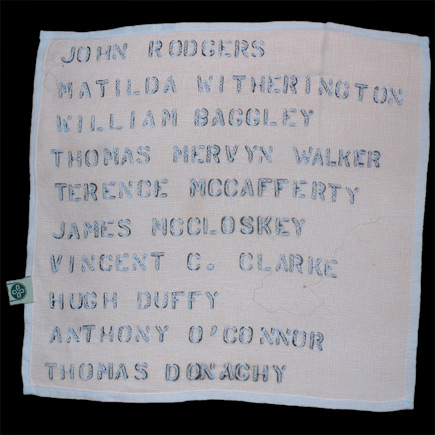 JOHN RODGERS
MATILDA WITHERINGTON
WILLIAM BAGGLEY
THOMAS MERVYN WALKER
TERENCE MCCAFFERTY
JAMES MCCLOSKEY
VINCENT C. CLARKE
HUGH DUFFY
ANTHONY O'CONNOR
THOMAS DONAGHY